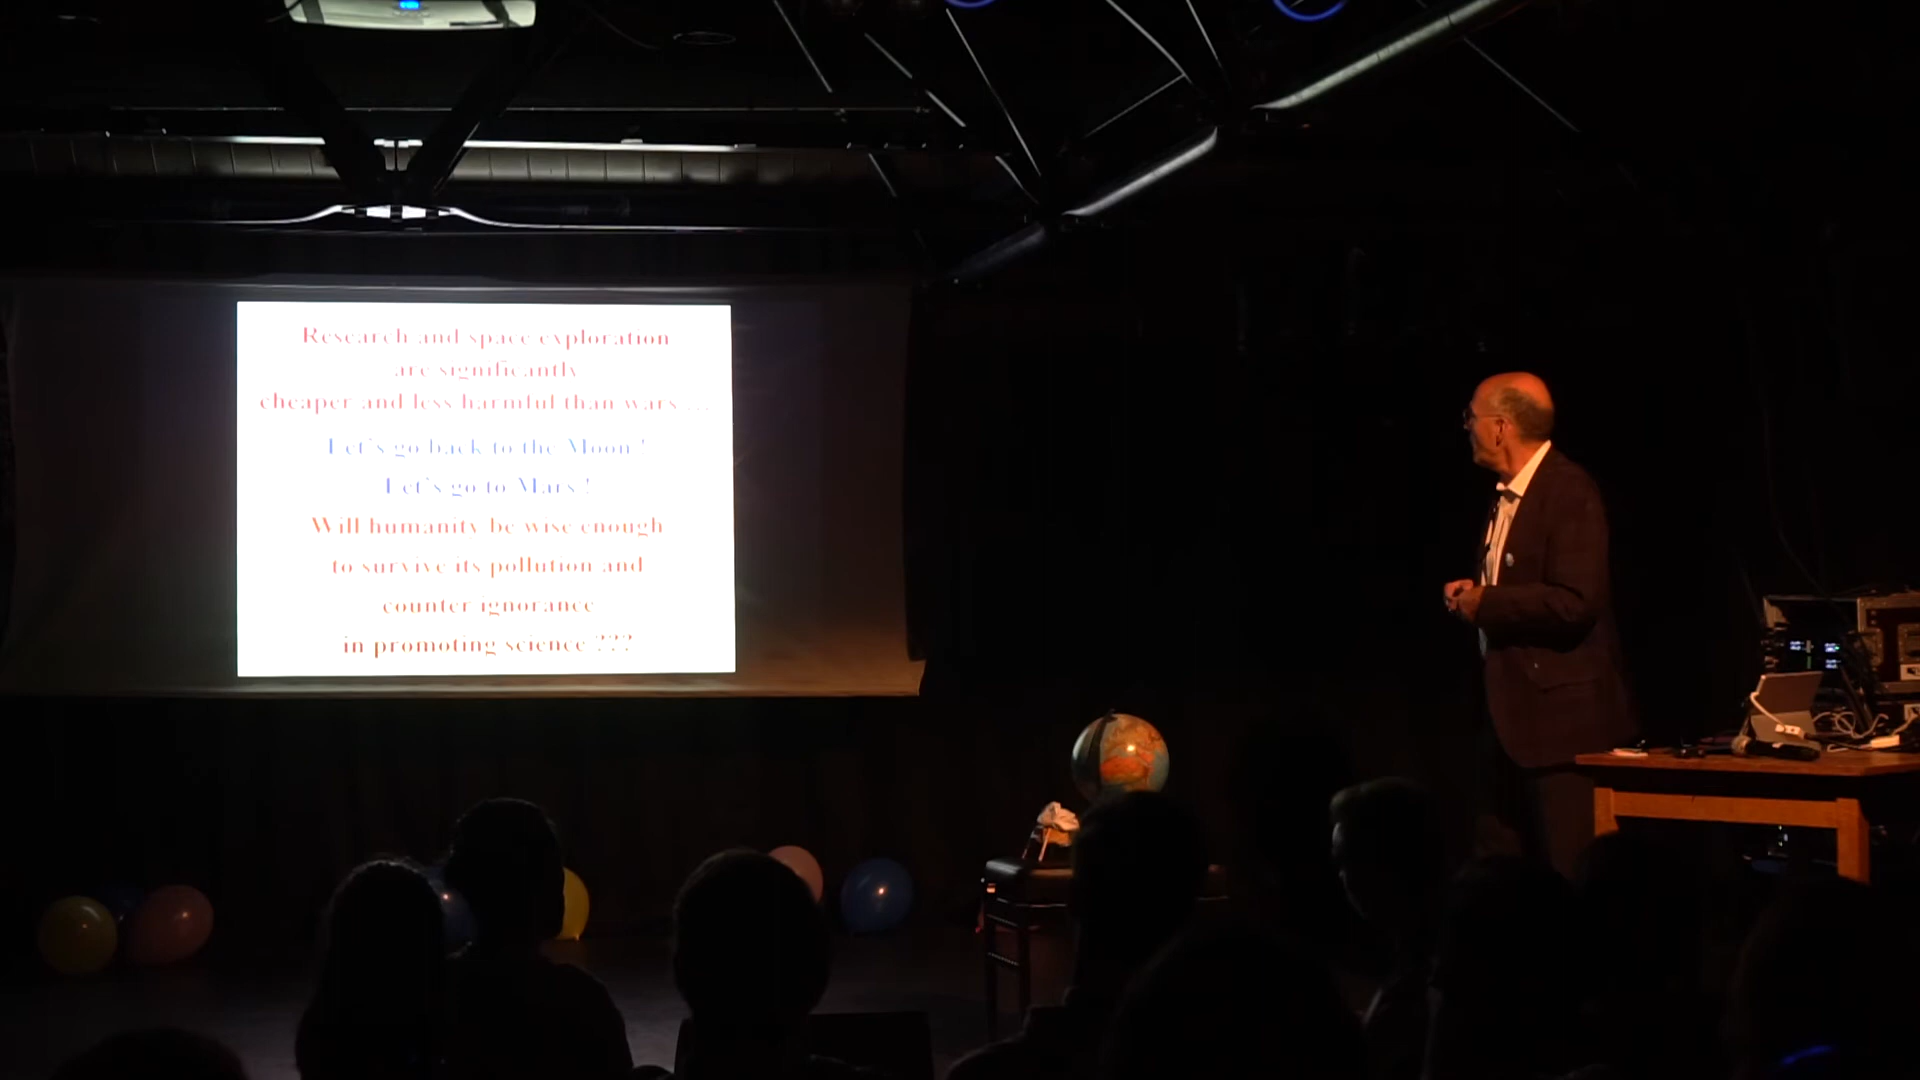 Research and space exploration
are significantly
cheaper and less harmful than wars ...
Let's go back to the Moon !
Let's go to Mars !
Will humanity be wise enough
to survive its pollution and
counter ignorance
in promoting science ???